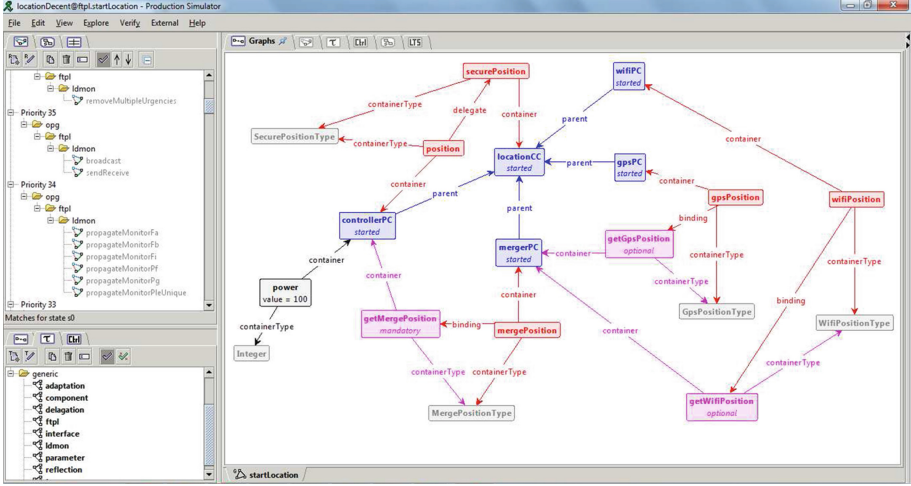 locationDecent@ftpl.startLocation - Production Simulator
File Edit View Explore Verify External Help
ftpl
ldmon
removeMultipleUrgencies
Priority 35
opg
ftpl
ldmon
broadcast
sendReceive
Priority 34
opg
ftpl
ldmon
propagateMonitorFa
propagateMonitorFb
propagateMonitorFi
propagateMonitorPf
propagateMonitorPg
propagateMonitorPleUnique
Priority 33
Matches for state s0
Ctrl
generic
adaptation
component
delagation
ftpl
interface
ldmon
parameter
reflection
Graphs Ctrl LTS
securePosition
wifiPC
started
containerType
delegate
container
parent
container
SecurePositionType
containerType
position
locationCC
started
parent
gpsPC
started
container
container
parent
gpsPosition
wifiPosition
controllerPC
started
parent
binding
getGpsPosition
optional
mergerPC
started
container
containerType
container
container
containerType
power
value = 100
container
binding
containerType
getMergePosition
mandatory
binding
mergePosition
container
GpsPositionType
WifiPositionType
containerType
Integer
containerType
containerType
containerType
MergePositionType
getWifiPosition
optional
startLocation